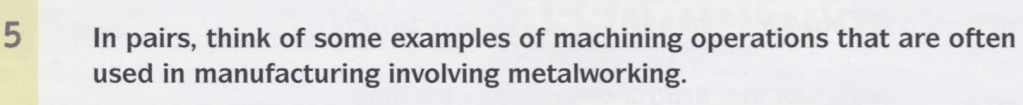 5 In pairs, think of some examples of machining operations that are often
used in manufacturing involving metalworking.